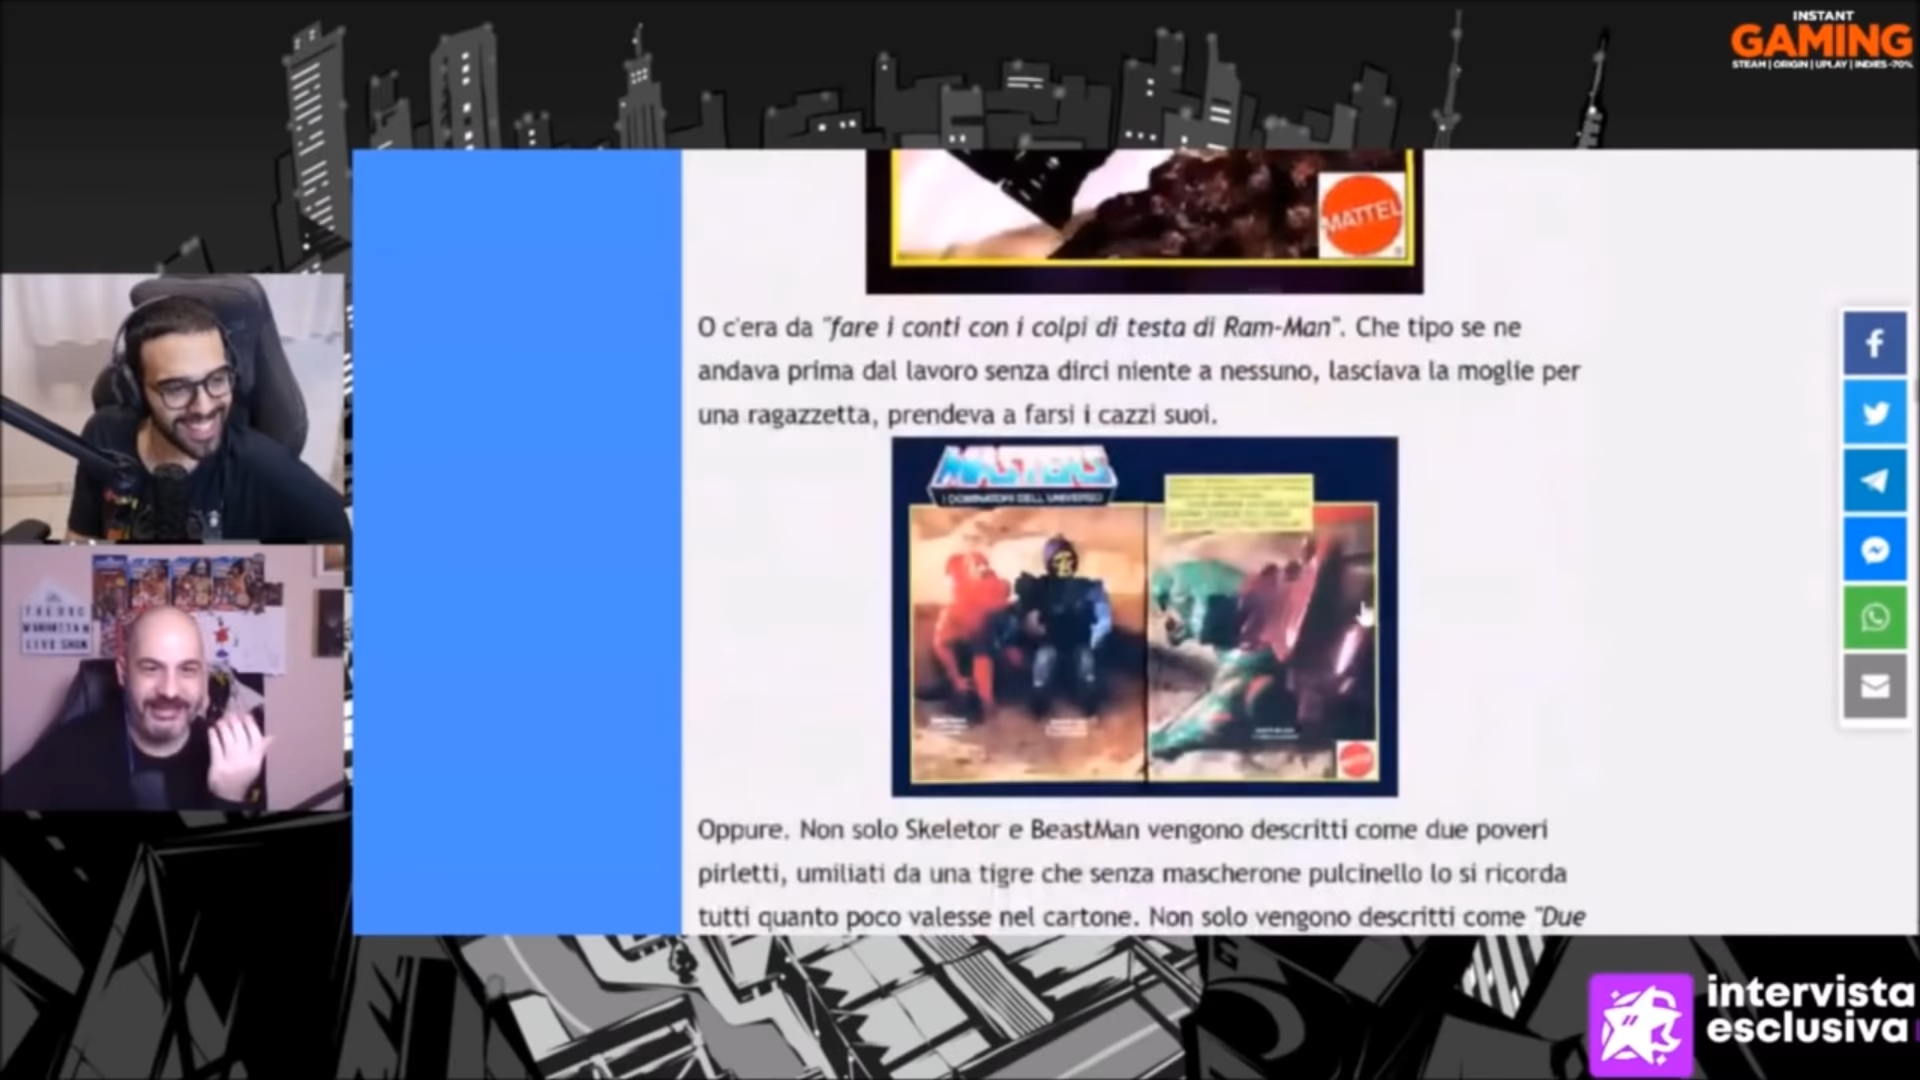 INSTANT
GAMING
STEAM | ORIGIN | UPLAY | INDIES -70%
MATTEL
O c'era da "fare i conti con i colpi di testa di Ram-Man". Che tipo se ne
andava prima dal lavoro senza dirci niente a nessuno, lasciava la moglie per
una ragazzetta, prendeva a farsi i cazzi suoi.
MASTERS
I DOMINATORI DELL'UNIVERSO
MANHATTAN
LIVE SHOW
Oppure. Non solo Skeletor e BeastMan vengono descritti come due poveri
pirletti, umiliati da una tigre che senza mascherone pulcinello lo si ricorda
tutti quanto poco valesse nel cartone. Non solo vengono descritti come "Due
intervista
esclusiva